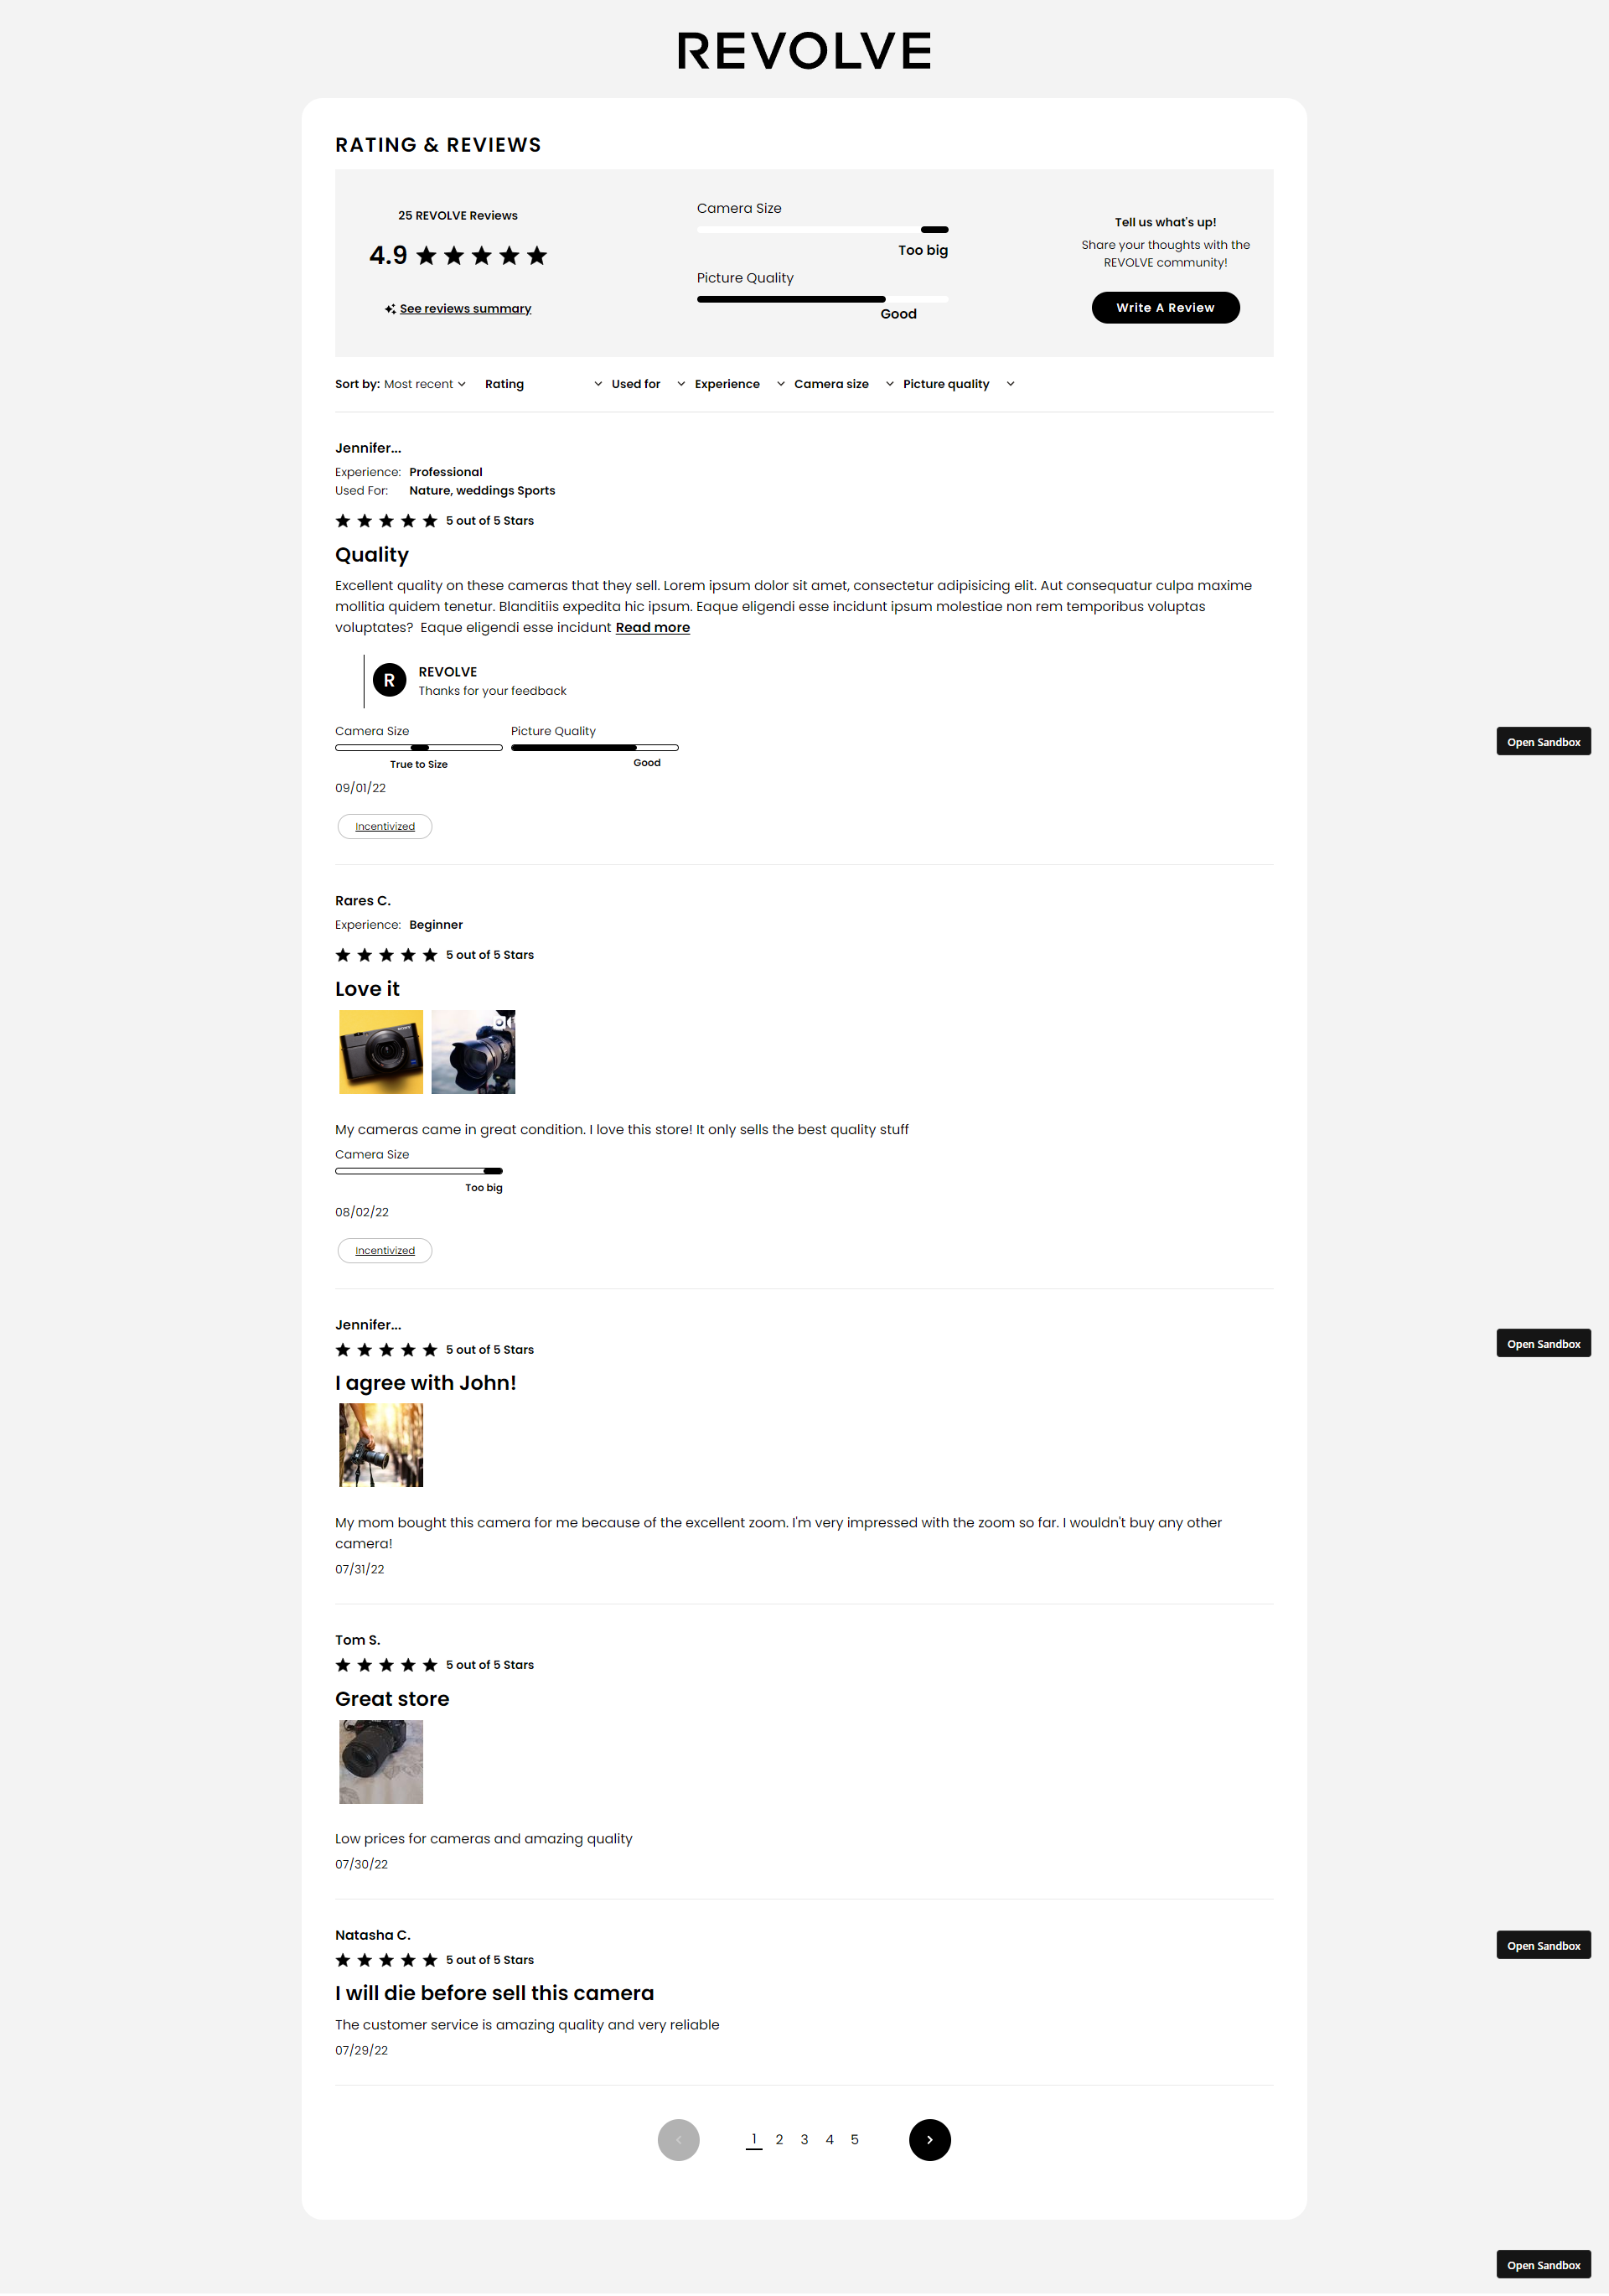 REVOLVE
RATING & REVIEWS
25 REVOLVE Reviews
4.9
See reviews summary
Camera Size
Too big
Picture Quality
Good
Tell us what's up!
Share your thoughts with the
REVOLVE community!
Write A Review
Sort by: Most recent Rating Used for Experience Camera size Picture quality
Jennifer...
Experience: Professional
Used For: Nature, weddings Sports
5 out of 5 Stars
Quality
Excellent quality on these cameras that they sell. Lorem ipsum dolor sit amet, consectetur adipisicing elit. Aut consequatur culpa maxime
mollitia quidem tenetur. Blanditiis expedita hic ipsum. Eaque eligendi esse incidunt ipsum molestiae non rem temporibus voluptas
voluptates? Eaque eligendi esse incidunt Read more
R
REVOLVE
Thanks for your feedback
Camera Size Picture Quality
True to Size Good
Open Sandbox
09/01/22
Incentivized
Rares C.
Experience: Beginner
5 out of 5 Stars
Love it
SONY
My cameras came in great condition. I love this store! It only sells the best quality stuff
Camera Size
Too big
08/02/22
Incentivized
Jennifer...
5 out of 5 Stars
Open Sandbox
I agree with John!
My mom bought this camera for me because of the excellent zoom. I'm very impressed with the zoom so far. I wouldn't buy any other
camera!
07/31/22
Tom S.
5 out of 5 Stars
Great store
Low prices for cameras and amazing quality
07/30/22
Natasha C.
5 out of 5 Stars
Open Sandbox
I will die before sell this camera
The customer service is amazing quality and very reliable
07/29/22
1 2 3 4 5
Open Sandbox